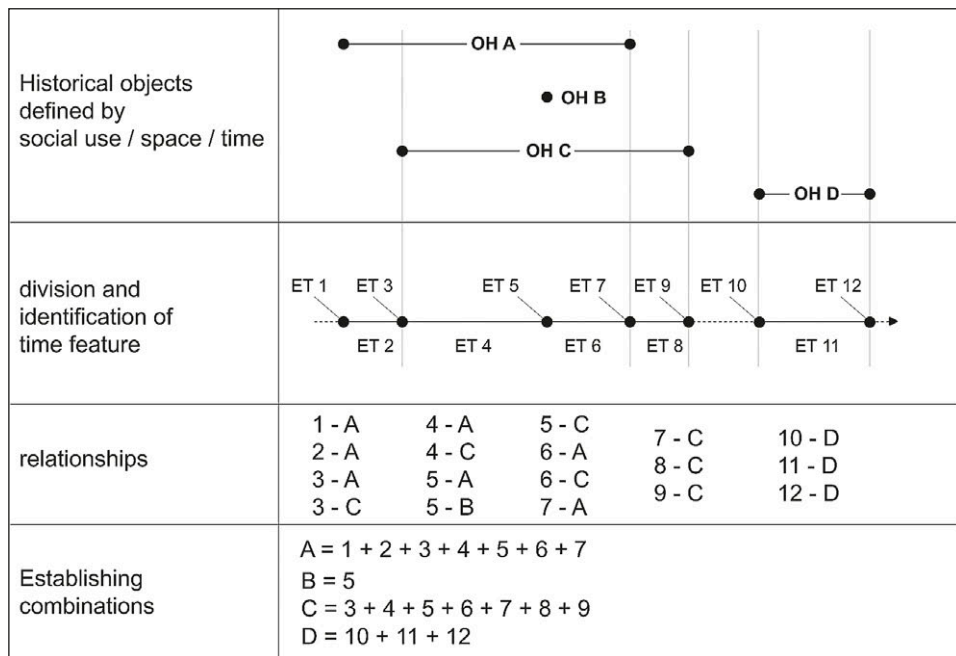 Historical objects
defined by
social use / space / time
OH A
OH B
OH C
OH D
division and
identification of
time feature
ET 1 ET 3 ET 5 ET 7 ET 9 ET 10 ET 12
ET 2 ET 4 ET 6 ET 8 ET 11
relationships
1 - A 4 - A 5 - C 7 - C 10 - D
2 - A 4 - C 6 - A 8 - C 11 - D
3 - A 5 - A 6 - C 9 - C 12 - D
3 - C 5 - B 7 - A
Establishing
combinations
A = 1 + 2 + 3 + 4 + 5 + 6 + 7
B = 5
C = 3 + 4 + 5 + 6 + 7 + 8 + 9
D = 10 + 11 + 12